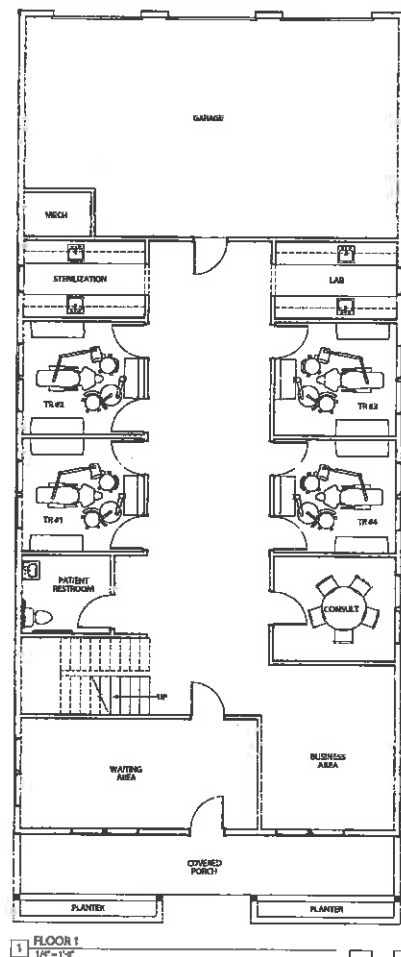 GARAGE
MECH
STERILIZATION
LAB
TR #2
TR #3
TR #1
TR #4
PATIENT
RESTROOM
CONSULT
UP
WAITING
AREA
BUSINESS
AREA
COVERED
PORCH
PLANTER
PLANTER
1 FLOOR 1